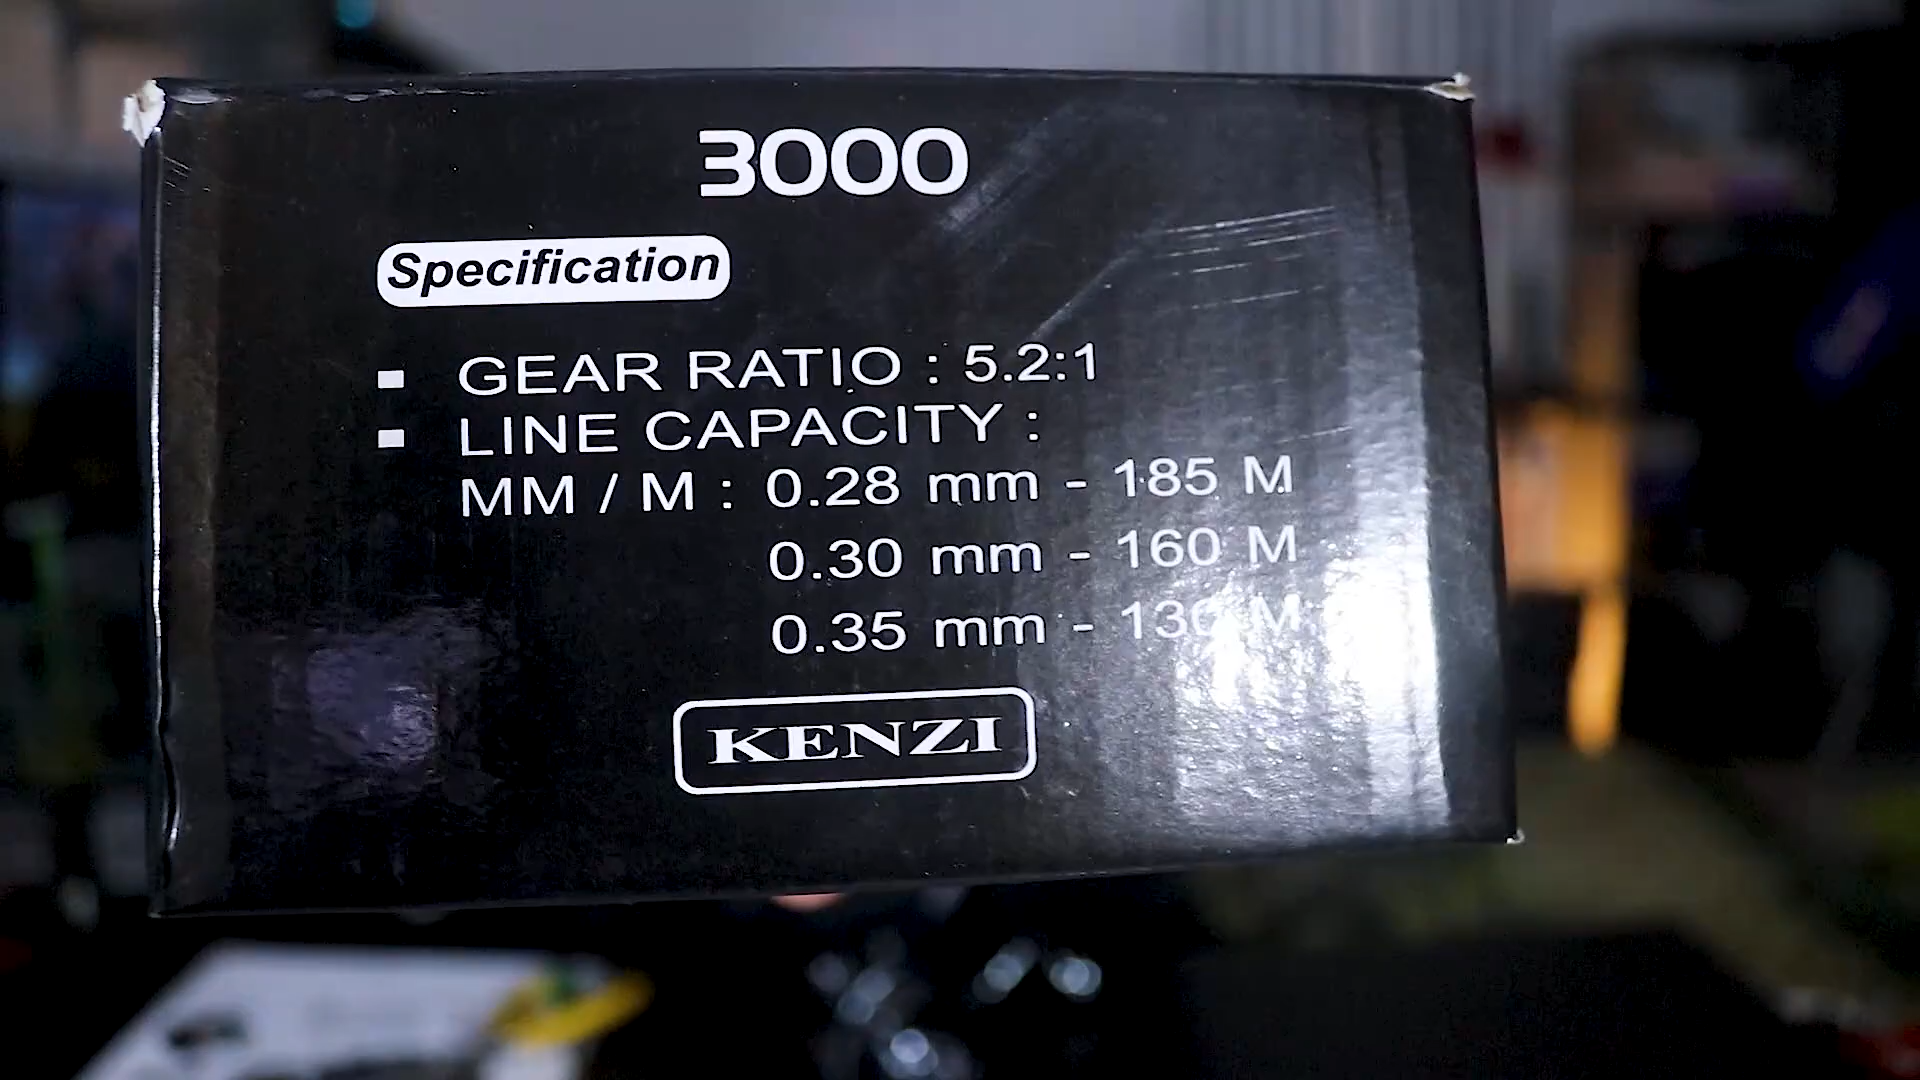 3000
Specification
▪ GEAR RATIO : 5.2:1
▪ LINE CAPACITY :
MM / M : 0.28 mm - 185 M
0.30 mm - 160 M
0.35 mm - 130 M
KENZI